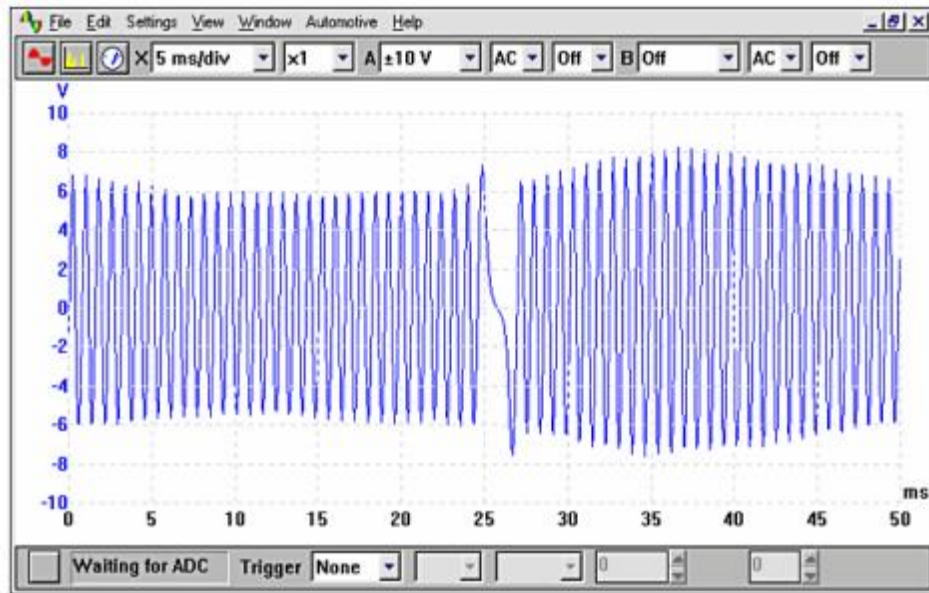 File Edit Settings View Window Automotive Help
X 5 ms/div x1 A ±10 V AC Off B Off AC Off
V
10
8
6
4
2
0
-2
-4
-6
-8
-10
ms
0 5 10 15 20 25 30 35 40 45 50
Waiting for ADC Trigger None 0 0